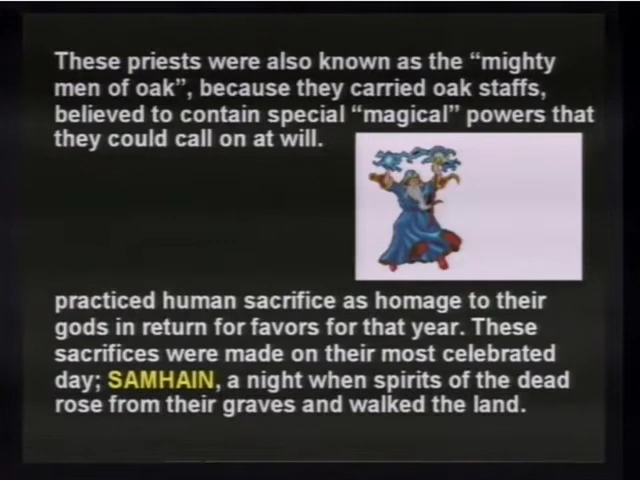 These priests were also known as the “mighty
men of oak”, because they carried oak staffs,
believed to contain special “magical” powers that
they could call on at will.
practiced human sacrifice as homage to their
gods in return for favors for that year. These
sacrifices were made on their most celebrated
day; SAMHAIN, a night when spirits of the dead
rose from their graves and walked the land.